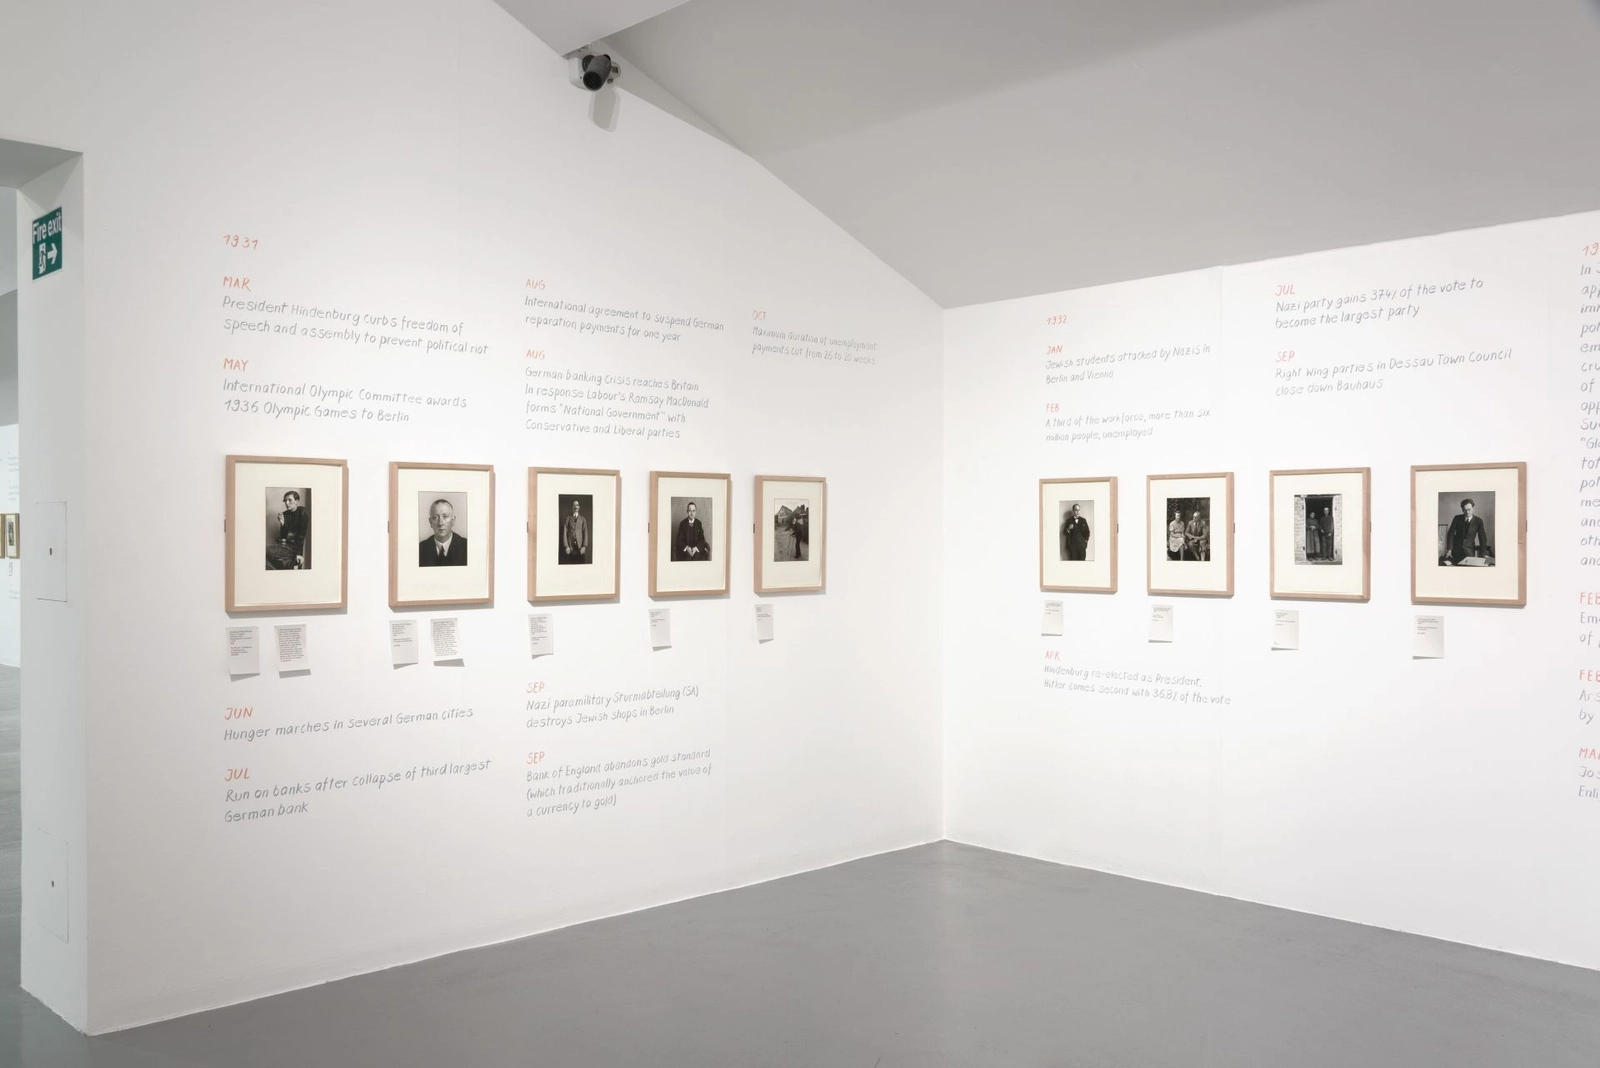 Fire exit
1931
MAR
President Hindenburg curbs freedom of
speech and assembly to prevent political riot
MAY
International Olympic Committee awards
1936 Olympic Games to Berlin
JUN
Hunger marches in several German cities
JUL
Run on banks after collapse of third largest
German bank
AUG
International agreement to suspend German
reparation payments for one year
AUG
German banking crisis reaches Britain
In response Labour's Ramsay MacDonald
forms "National Government" with
Conservative and Liberal parties
SEP
Nazi paramilitary Sturmabteilung (SA)
destroys Jewish shops in Berlin
SEP
Bank of England abandons gold standard
(which traditionally anchored the value of
a currency to gold)
OCT
Maximum duration of unemployment
payments cut from 26 to 20 weeks
1932
JAN
Jewish students attacked by Nazis in
Berlin and Vienna
FEB
A third of the workforce, more than six
million people, unemployed
APR
Hindenburg re-elected as President.
Hitler comes second with 36.8% of the vote
JUL
Nazi party gains 37.4% of the vote to
become the largest party
SEP
Right wing parties in Dessau Town Council
close down Bauhaus
In
of
and
FEB
of
FEB
by